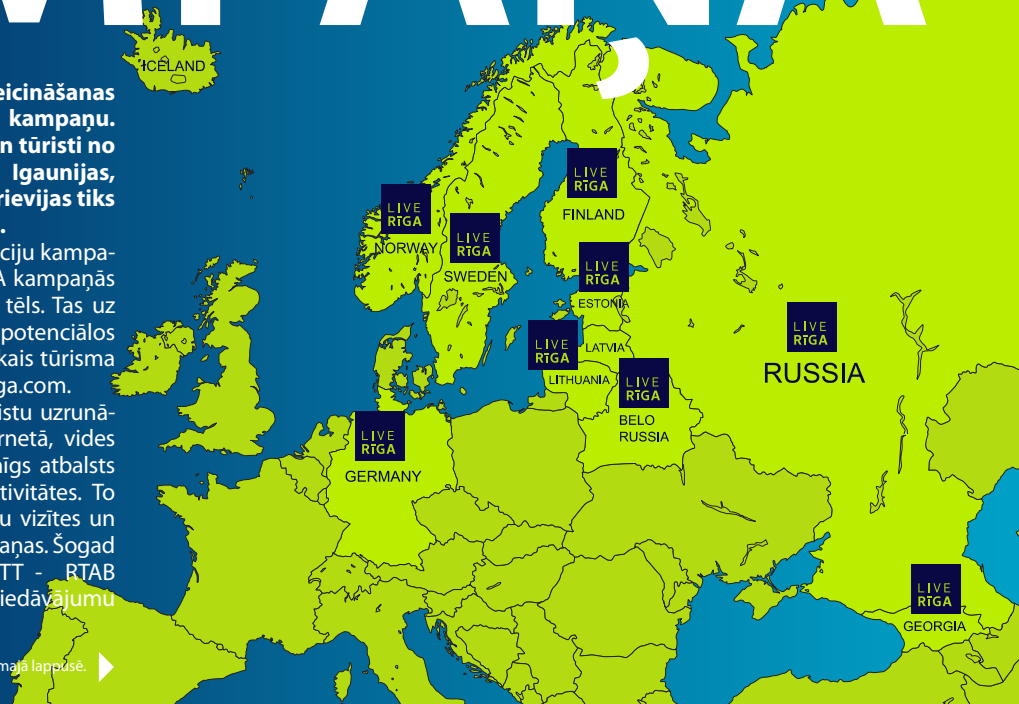 eicināšanas
kampaņu.
n tūristi no
Igaunijas,
rievijas tiks
.
ciju kampa-
A kampaņās
tēls. Tas uz
potenciālos
kais tūrisma
ga.com.
istu uzrunā-
rnetā, vides
nīgs atbalsts
tivitātes. To
u vizītes un
aņas. Šogad
TT - RTAB
iedāvājumu
majā lappusē.
ICELAND
LIVE
RīGA
NORWAY
LIVE
RīGA
SWEDEN
LIVE
RīGA
FINLAND
LIVE
RīGA
ESTONIA
LIVE
RīGA
LATVIA
LITHUANIA
LIVE
RīGA
BELO
RUSSIA
LIVE
RīGA
RUSSIA
LIVE
RīGA
GERMANY
LIVE
RīGA
GEORGIA